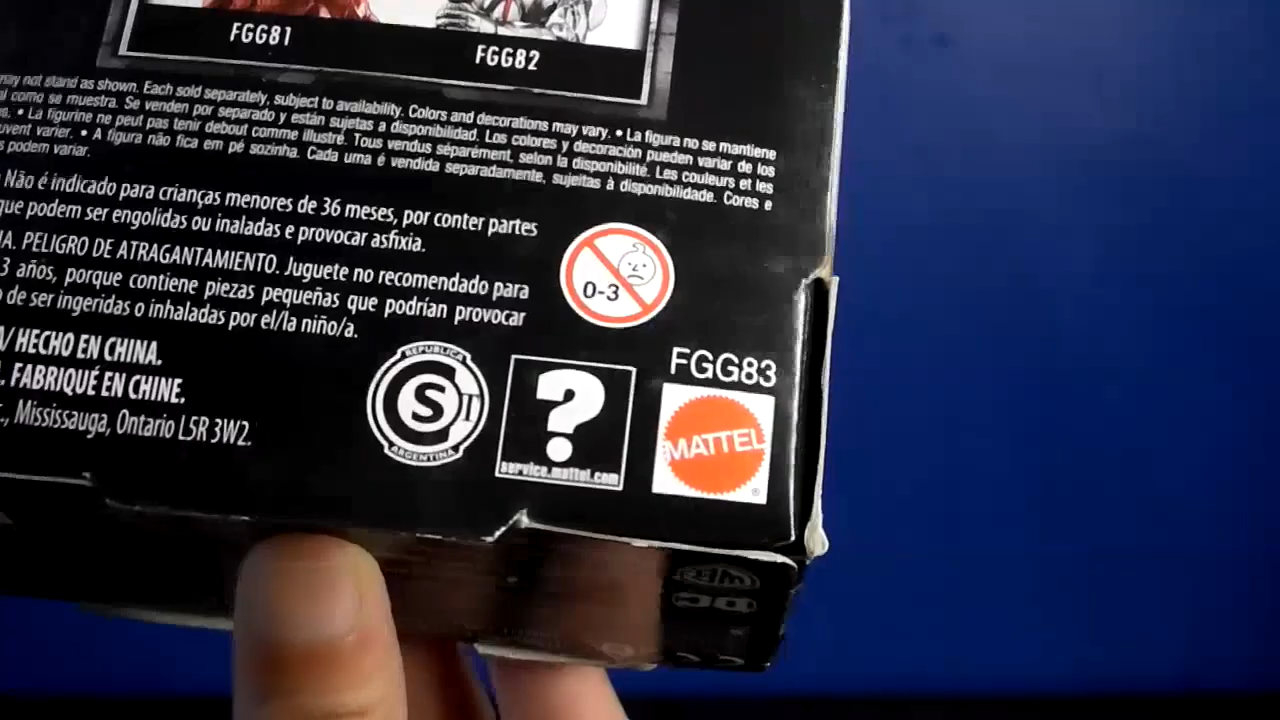 FGG81
FGG82
may not stand as shown. Each sold separately, subject to availability. Colors and decorations may vary. • La figura no se mantiene
al como se muestra. Se venden por separado y están sujetas a disponibilidad. Los colores y decoración pueden variar de los
• La figurine ne peut pas tenir debout comme illustré. Tous vendus séparément, selon la disponibilité. Les couleurs et les
uvent varier. • A figura não fica em pé sozinha. Cada uma é vendida separadamente, sujeitas à disponibilidade. Cores e
s podem variar.
Não é indicado para crianças menores de 36 meses, por conter partes
que podem ser engolidas ou inaladas e provocar asfixia.
IA. PELIGRO DE ATRAGANTAMIENTO. Juguete no recomendado para
3 años, porque contiene piezas pequeñas que podrían provocar
o de ser ingeridas o inhaladas por el/la niño/a.
0-3
A/ HECHO EN CHINA.
. FABRIQUÉ EN CHINE.
., Mississauga, Ontario L5R 3W2.
REPUBLICA
S
ARGENTINA
?
service.mattel.com
FGG83
MATTEL
®
DC